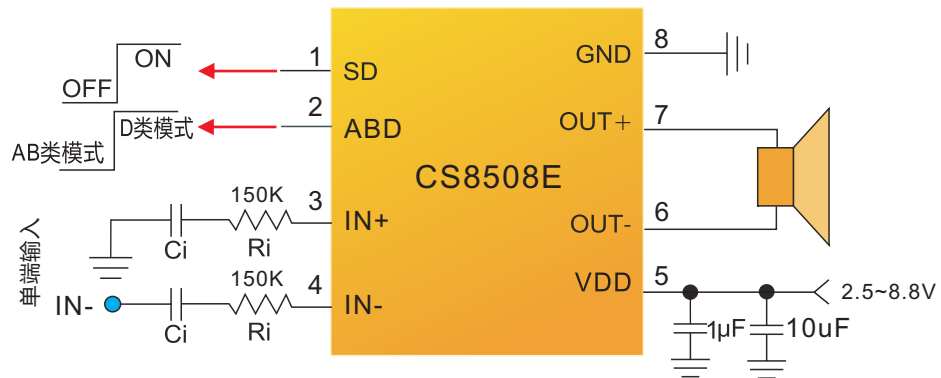 ON
OFF
1
SD
2
ABD
D类模式
AB类模式
CS8508E
单端输入
150K
3
IN+
Ci
Ri
IN-
150K
4
IN-
Ci
Ri
8
GND
7
OUT+
6
OUT-
5
VDD
2.5~8.8V
1μF
10uF